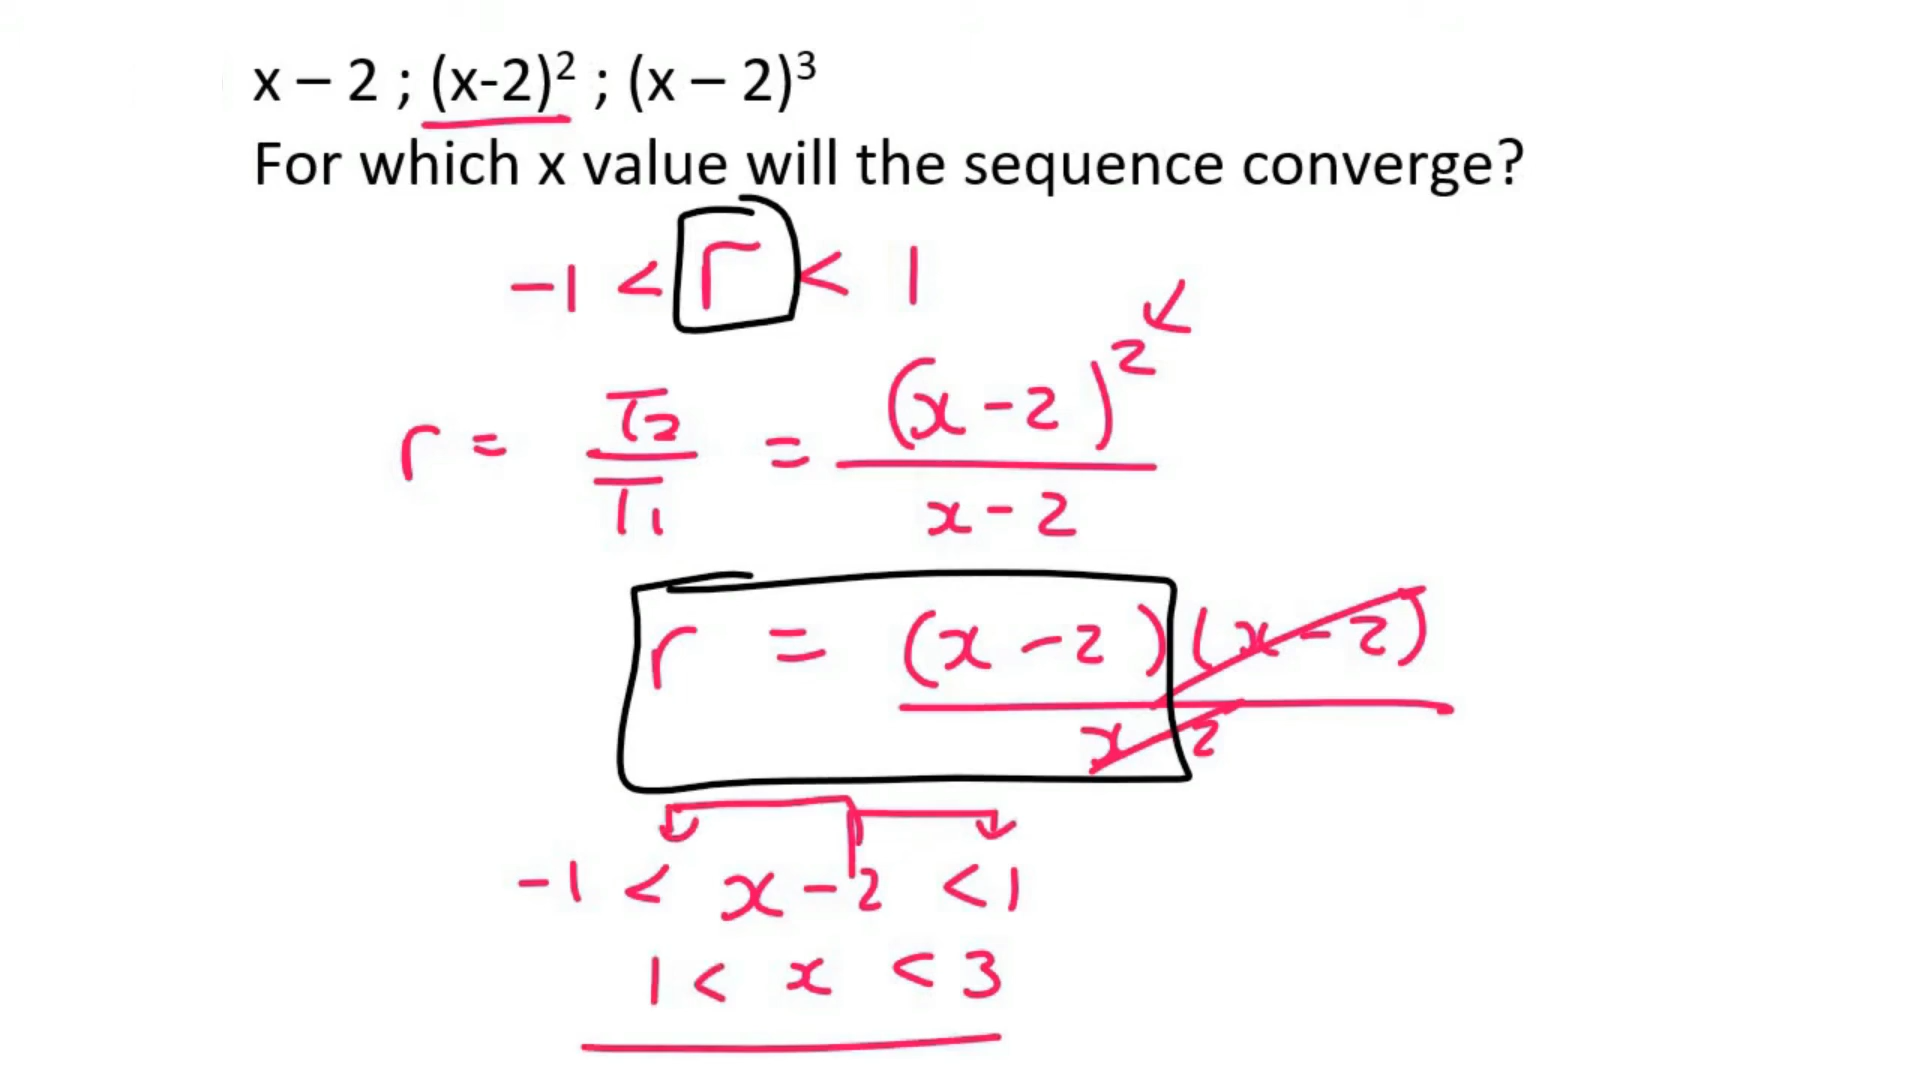 x – 2 ; (x-2)² ; (x – 2)³
For which x value will the sequence converge?
-1 < r < 1
r = T₂/T₁ = (x-2)²/x-2
r = (x-2)(x-2)/x-2
-1 < x-2 < 1
1 < x < 3